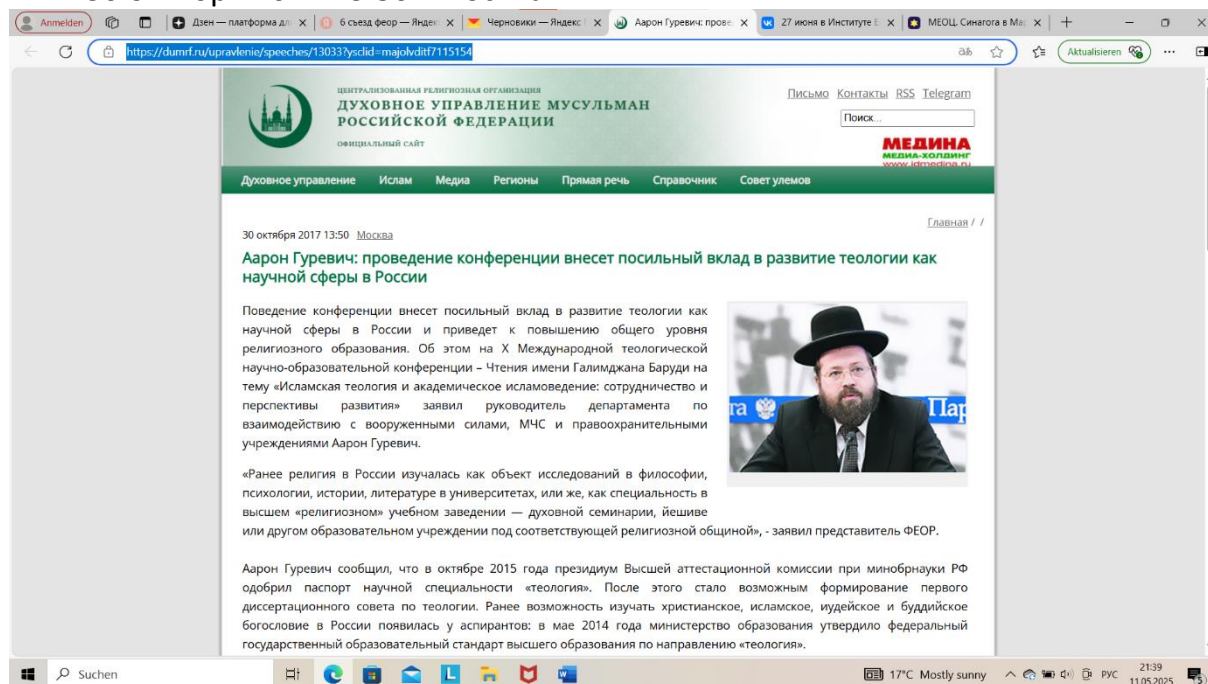 Anmelden
Дзен — платформа дл
6 съезд феор — Яндек
Черновики — Яндекс
Аарон Гуревич: прове
27 июня в Институте Е
МЕОЦ. Синагога в Ма
https://dumrf.ru/upravlenie/speeches/13033?ysclid=majolvditf7115154
Aktualisieren
ЦЕНТРАЛИЗОВАННАЯ РЕЛИГИОЗНАЯ ОРГАНИЗАЦИЯ
ДУХОВНОЕ УПРАВЛЕНИЕ МУСУЛЬМАН
РОССИЙСКОЙ ФЕДЕРАЦИИ
ОФИЦИАЛЬНЫЙ САЙТ
Письмо Контакты RSS Telegram
Поиск...
МЕДИНА
МЕДИА-ХОЛДИНГ
www.idmedina.ru
Духовное управление Ислам Медиа Регионы Прямая речь Справочник Совет улемов
Главная / /
30 октября 2017 13:50 Москва
Аарон Гуревич: проведение конференции внесет посильный вклад в развитие теологии как
научной сферы в России
Поведение конференции внесет посильный вклад в развитие теологии как
научной сферы в России и приведет к повышению общего уровня
религиозного образования. Об этом на X Международной теологической
научно-образовательной конференции – Чтения имени Галимджана Баруди на
тему «Исламская теология и академическое исламоведение: сотрудничество и
перспективы развития» заявил руководитель департамента по
взаимодействию с вооруженными силами, МЧС и правоохранительными
учреждениями Аарон Гуревич.
та Пар
«Ранее религия в России изучалась как объект исследований в философии,
психологии, истории, литературе в университетах, или же, как специальность в
высшем «религиозном» учебном заведении — духовной семинарии, йешиве
или другом образовательном учреждении под соответствующей религиозной общиной», - заявил представитель ФЕОР.
Аарон Гуревич сообщил, что в октябре 2015 года президиум Высшей аттестационной комиссии при минобрнауки РФ
одобрил паспорт научной специальности «теология». После этого стало возможным формирование первого
диссертационного совета по теологии. Ранее возможность изучать христианское, исламское, иудейское и буддийское
богословие в России появилась у аспирантов: в мае 2014 года министерство образования утвердило федеральный
государственный образовательный стандарт высшего образования по направлению «теология».
Suchen
17°C Mostly sunny
РУС
21:39
11.05.2025